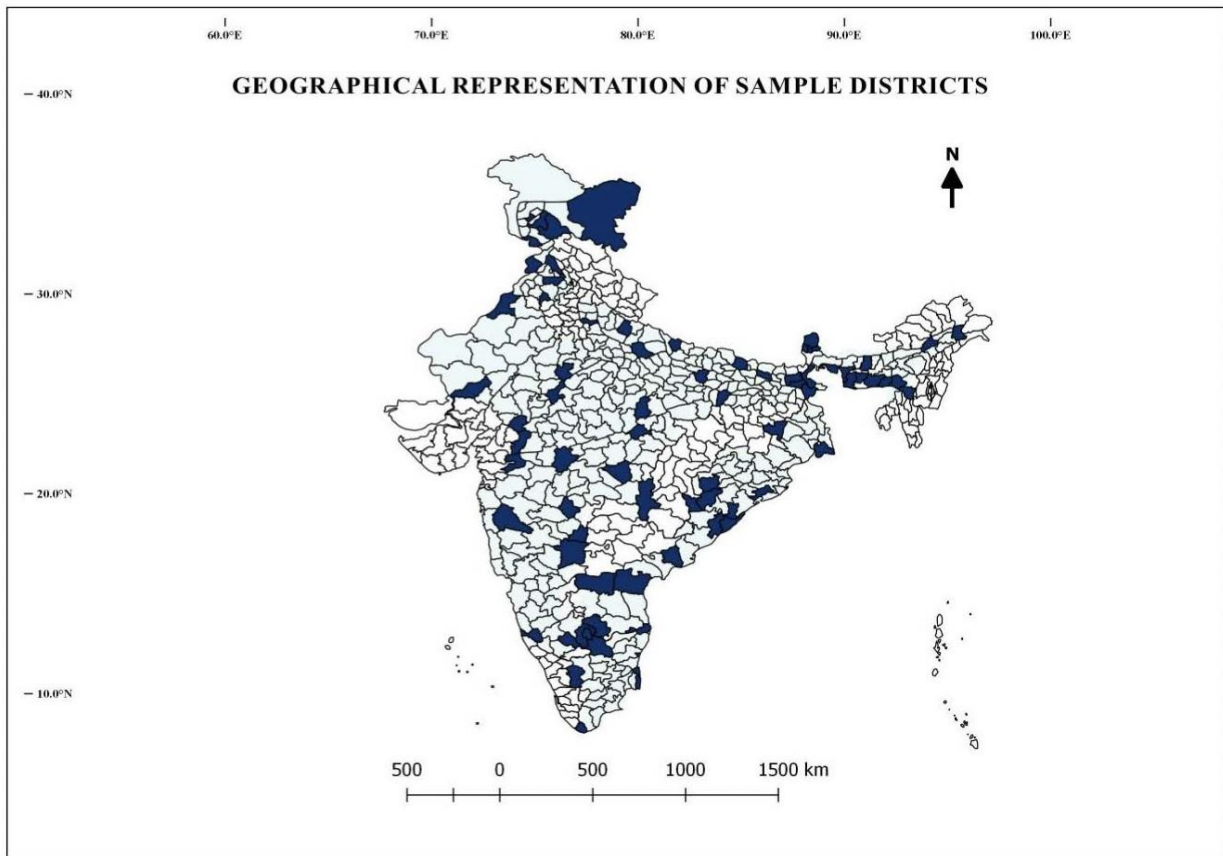 60.0°E 70.0°E 80.0°E 90.0°E 100.0°E
40.0°N
GEOGRAPHICAL REPRESENTATION OF SAMPLE DISTRICTS
N
30.0°N
20.0°N
10.0°N
500 0 500 1000 1500 km